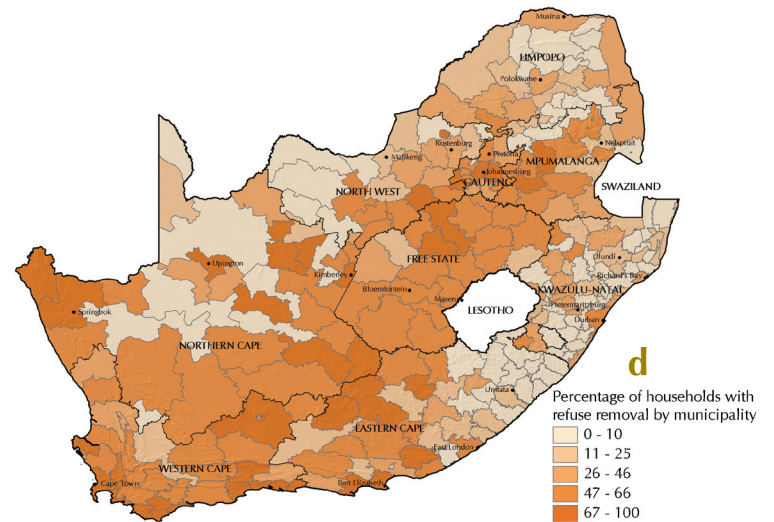 Musina
LIMPOPO
Polokwane
Nelspruit
Rustenburg
Pretoria
Mafikeng
MPUMALANGA
Johannesburg
GAUTENG
NORTH WEST
SWAZILAND
Upington
Kimberley
FREE STATE
Ulundi
Richard's Bay
Bloemfontein
KWAZULU-NATAL
Maseru
Pietermaritzburg
LESOTHO
Springbok
Durban
NORTHERN CAPE
d
Umtata
Percentage of households with
refuse removal by municipality
EASTERN CAPE
0 - 10
East London
11 - 25
WESTERN CAPE
26 - 46
Cape Town
Port Elizabeth
47 - 66
67 - 100